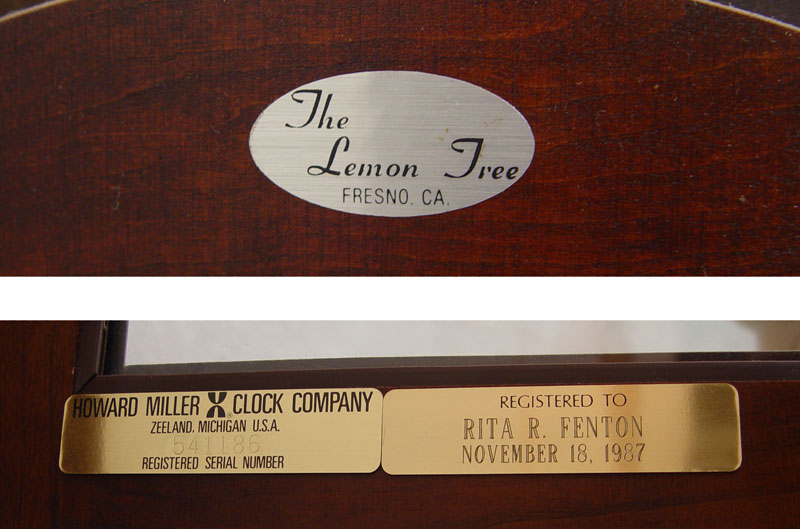 The
Lemon Tree
FRESNO. CA.
HOWARD MILLER CLOCK COMPANY
ZEELAND, MICHIGAN U.S.A.
541186
REGISTERED SERIAL NUMBER
REGISTERED TO
RITA R. FENTON
NOVEMBER 18, 1987